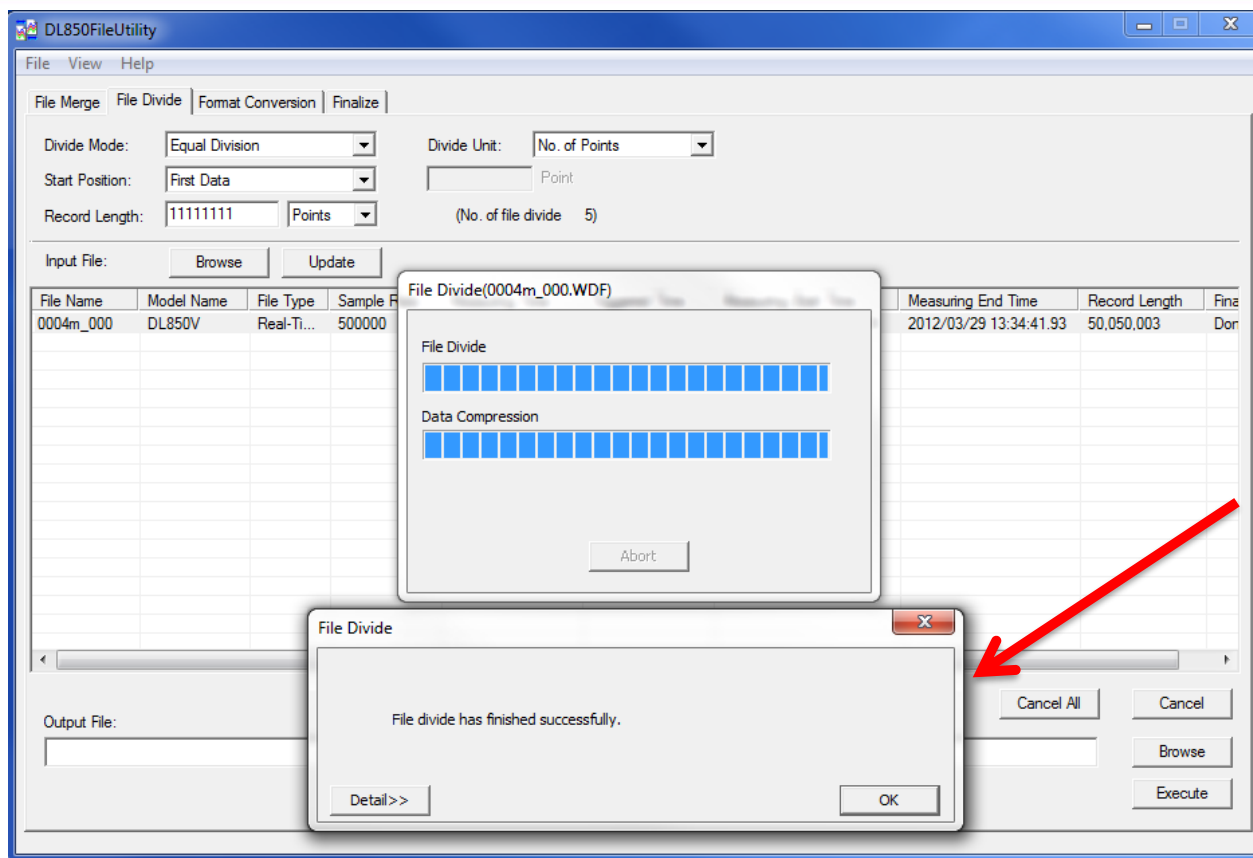 DL850FileUtility
File View Help
File Merge File Divide Format Conversion Finalize
Divide Mode: Equal Division Divide Unit: No. of Points
Start Position: First Data Point
Record Length: 11111111 Points (No. of file divide 5)
Input File: Browse Update
File Divide(0004m_000.WDF)
File Name Model Name File Type Sample Measuring End Time Record Length
0004m_000 DL850V Real-Ti... 500000 2012/03/29 13:34:41.93 50,050,003
File Divide
Data Compression
Abort
File Divide
Cancel All Cancel
Output File: File divide has finished successfully.
Browse
Detail>> OK Execute